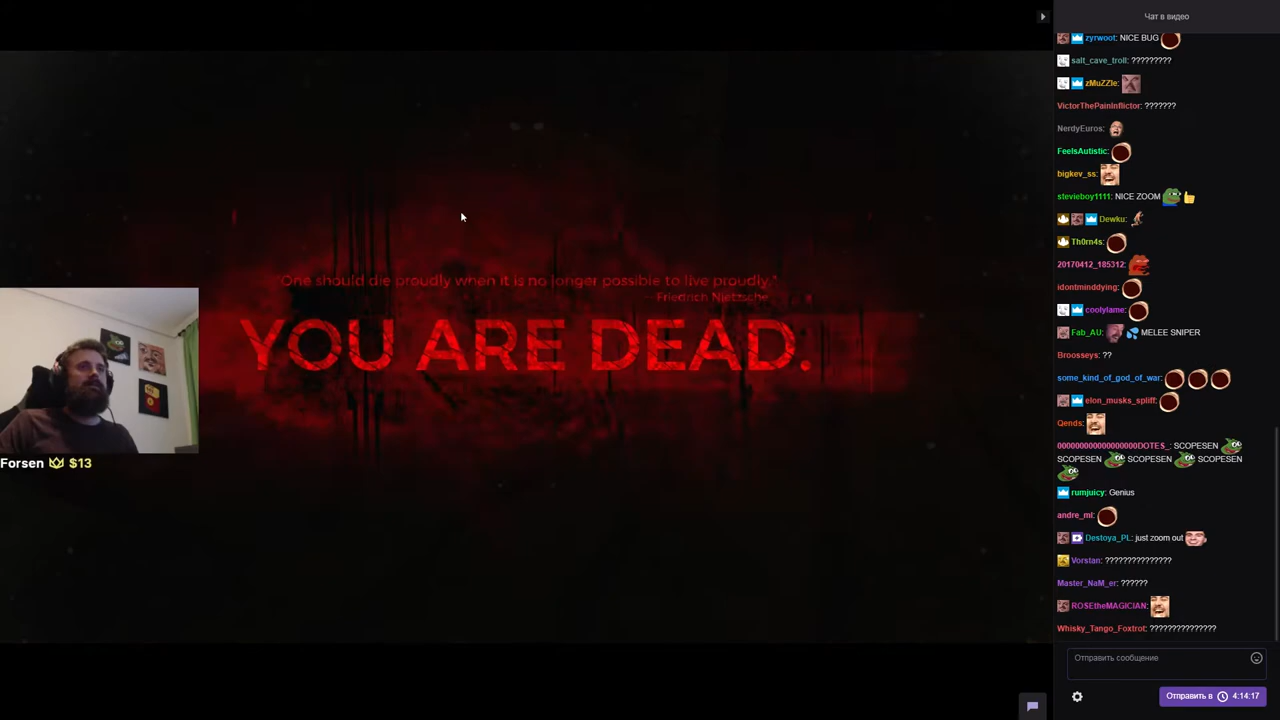 "One should die proudly when it is no longer possible to live proudly."
—Friedrich Nietzsche
YOU ARE DEAD.
Forsen $13
Чат в видео
zyrwoot: NICE BUG
salt_cave_troll: ?????????
zMuZZle:
VictorThePainInflictor: ???????
NerdyEuros:
FeelsAutistic:
bigkev_ss:
stevieboy1111: NICE ZOOM
Dewku:
Th0rn4s:
20170412_185312:
idontminddying:
coolylame:
Fab_AU: MELEE SNIPER
Broosseys: ??
some_kind_of_god_of_war:
elon_musks_spliff:
Qends:
000000000000000000DOTES_: SCOPESEN
SCOPESEN SCOPESEN SCOPESEN
rumjuicy: Genius
andre_ml:
Destoya_PL: just zoom out
Vorstan: ???????????????
Master_NaM_er: ??????
ROSEtheMAGICIAN:
Whisky_Tango_Foxtrot: ???????????????
Отправить сообщение
Отправить в 4:14:17